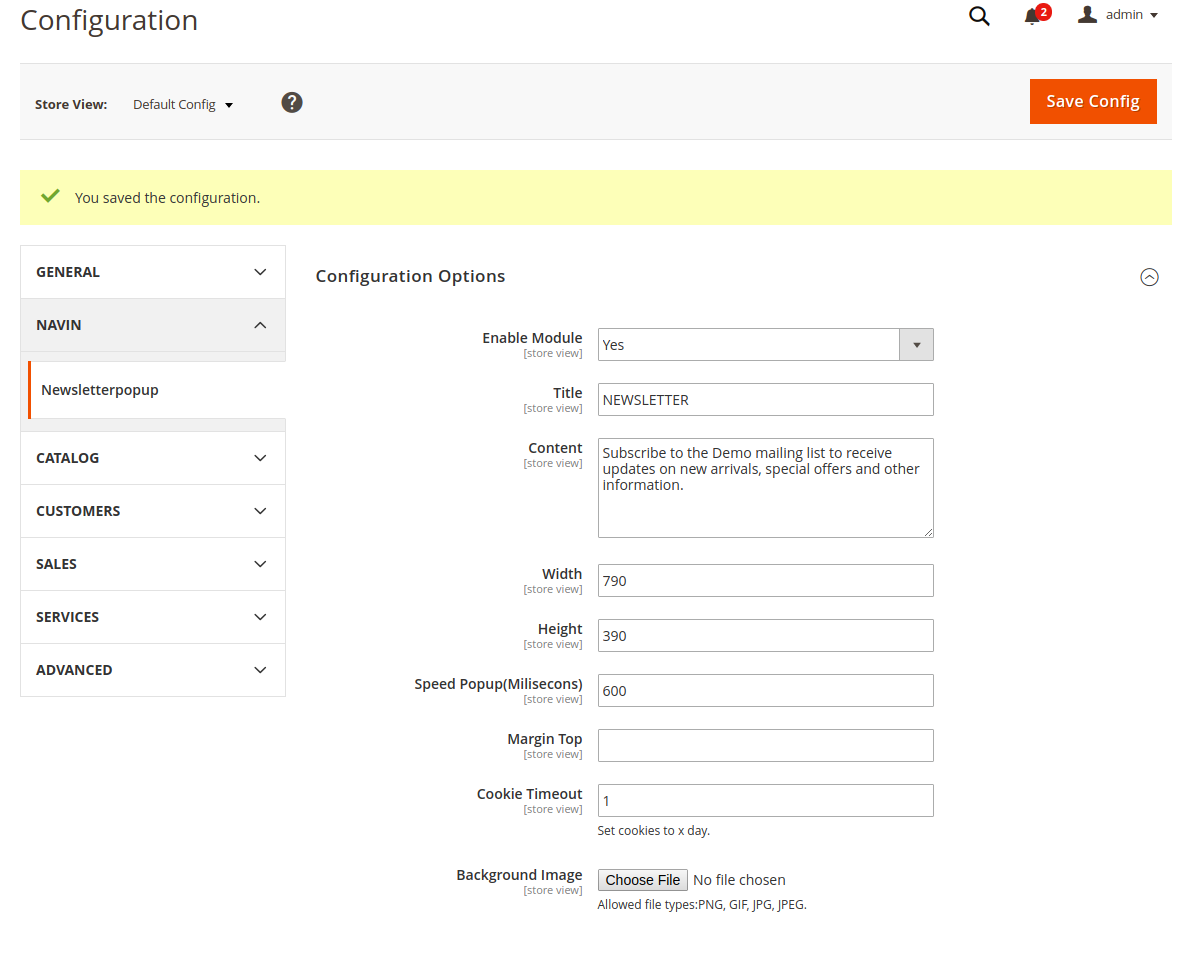 Configuration
2
admin
Store View:
Default Config
?
Save Config
You saved the configuration.
GENERAL
NAVIN
Newsletterpopup
CATALOG
CUSTOMERS
SALES
SERVICES
ADVANCED
Configuration Options
Enable Module
[store view]
Yes
Title
[store view]
NEWSLETTER
Content
[store view]
Subscribe to the Demo mailing list to receive
updates on new arrivals, special offers and other
information.
Width
[store view]
790
Height
[store view]
390
Speed Popup(Milisecons)
[store view]
600
Margin Top
[store view]
Cookie Timeout
[store view]
1
Set cookies to x day.
Background Image
[store view]
Choose File No file chosen
Allowed file types:PNG, GIF, JPG, JPEG.